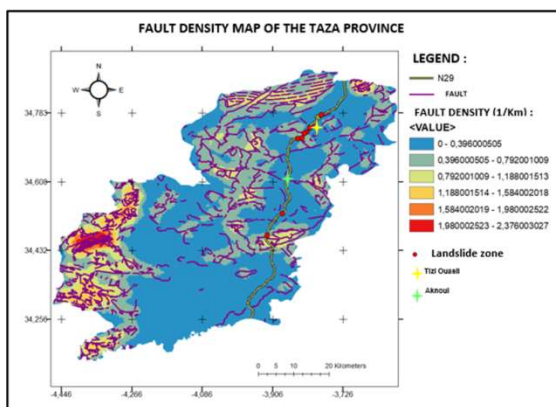 FAULT DENSITY MAP OF THE TAZA PROVINCE
N
W E
S
34,783
34,608
34,432
34,256
-4,446
-4,266
-4,086
-3,906
-3,726
0 5 10 20 Kilometers
LEGEND :
N29
FAULT
FAULT DENSITY (1/Km) :
<VALUE>
0 - 0,396000505
0,396000505 - 0,792001009
0,792001009 - 1,188001513
1,188001514 - 1,584002018
1,584002019 - 1,980002522
1,980002523 - 2,376003027
Landslide zone
Tizi Ouasli
Aknoul